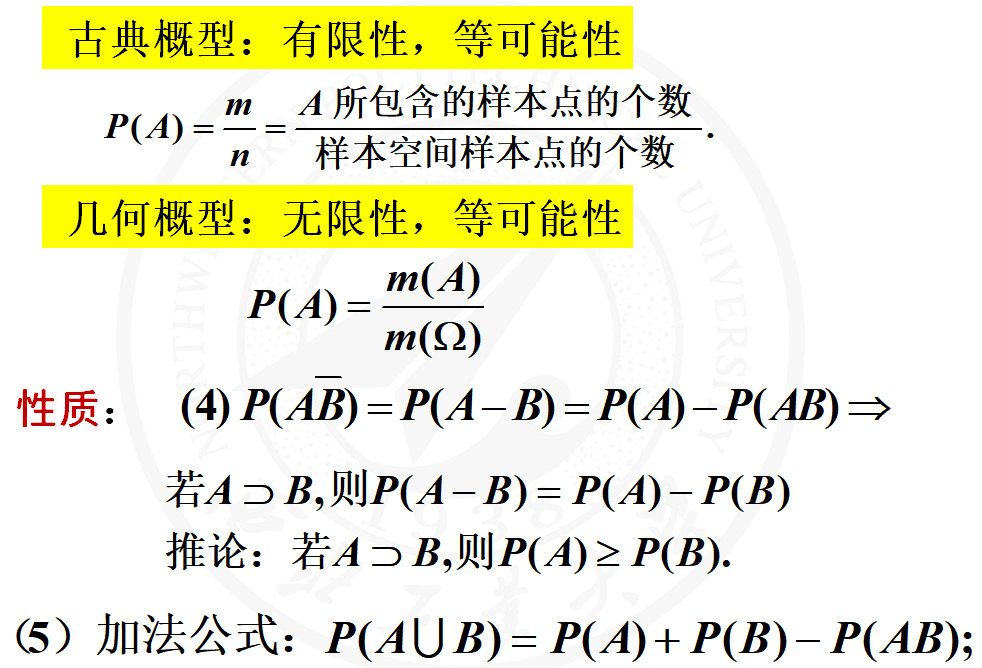 古典概型：有限性，等可能性
P(A) = m/n = A 所包含的样本点的个数/样本空间样本点的个数.
几何概型：无限性，等可能性
P(A) = m(A)/m(Ω)
性质： (4) P(AB̅) = P(A − B) = P(A) − P(AB) ⇒
若A ⊃ B,则P(A − B) = P(A) − P(B)
推论：若A ⊃ B,则P(A) ≥ P(B).
（5）加法公式：P(A⋃B) = P(A) + P(B) − P(AB);